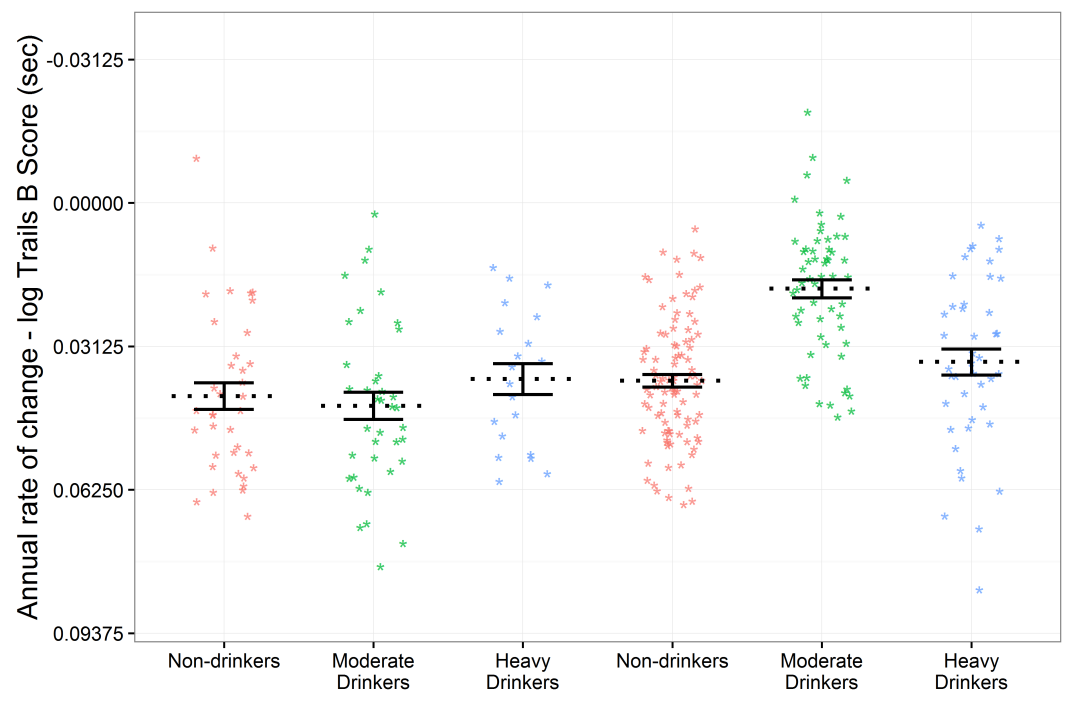 Annual rate of change - log Trails B Score (sec)
-0.03125
0.00000
0.03125
0.06250
0.09375
Non-drinkers
Moderate
Drinkers
Heavy
Drinkers
Non-drinkers
Moderate
Drinkers
Heavy
Drinkers